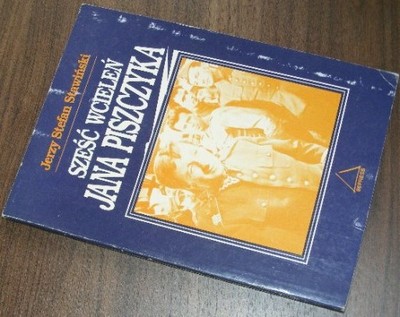 Jerzy Stefan Stawiński
SZEŚĆ WCIELEŃ
JANA PISZCZYKA